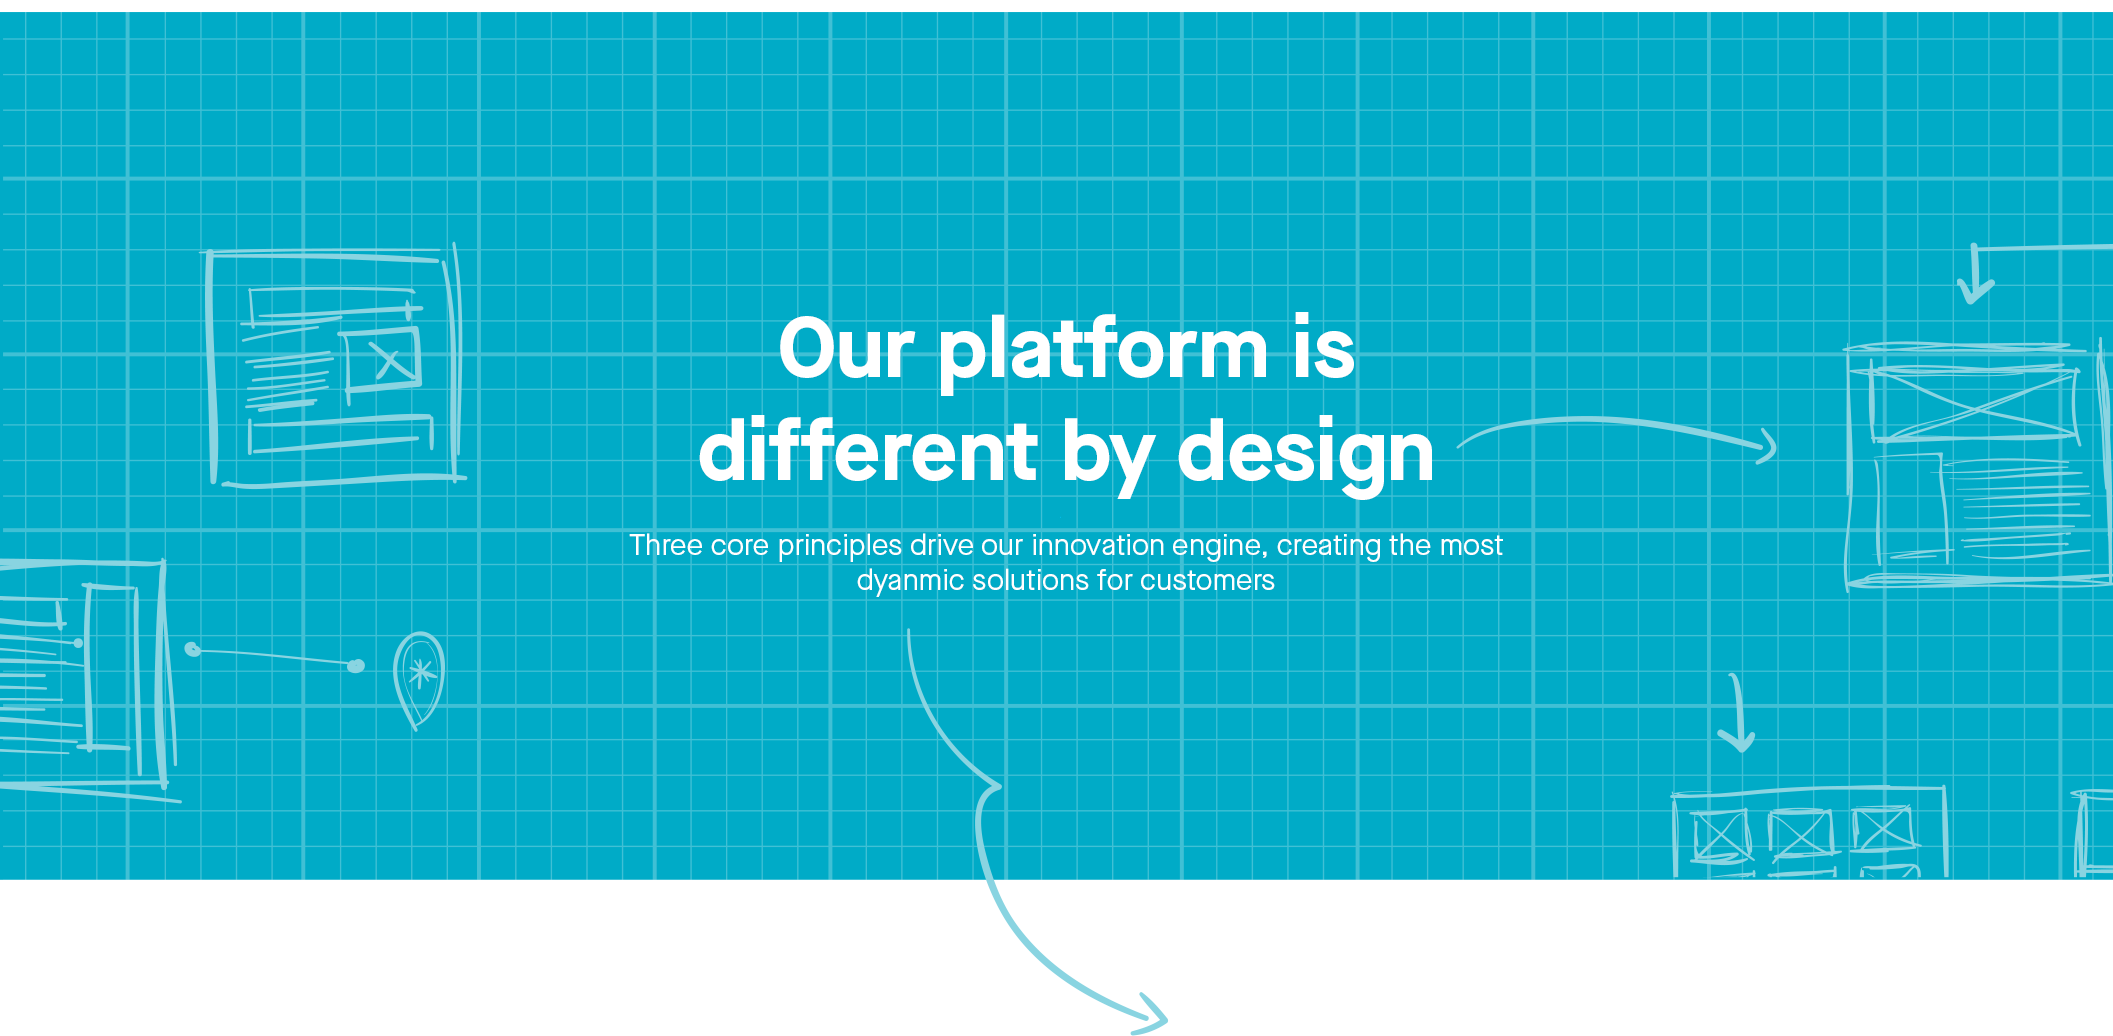 Our platform is
different by design
Three core principles drive our innovation engine, creating the most
dyanmic solutions for customers